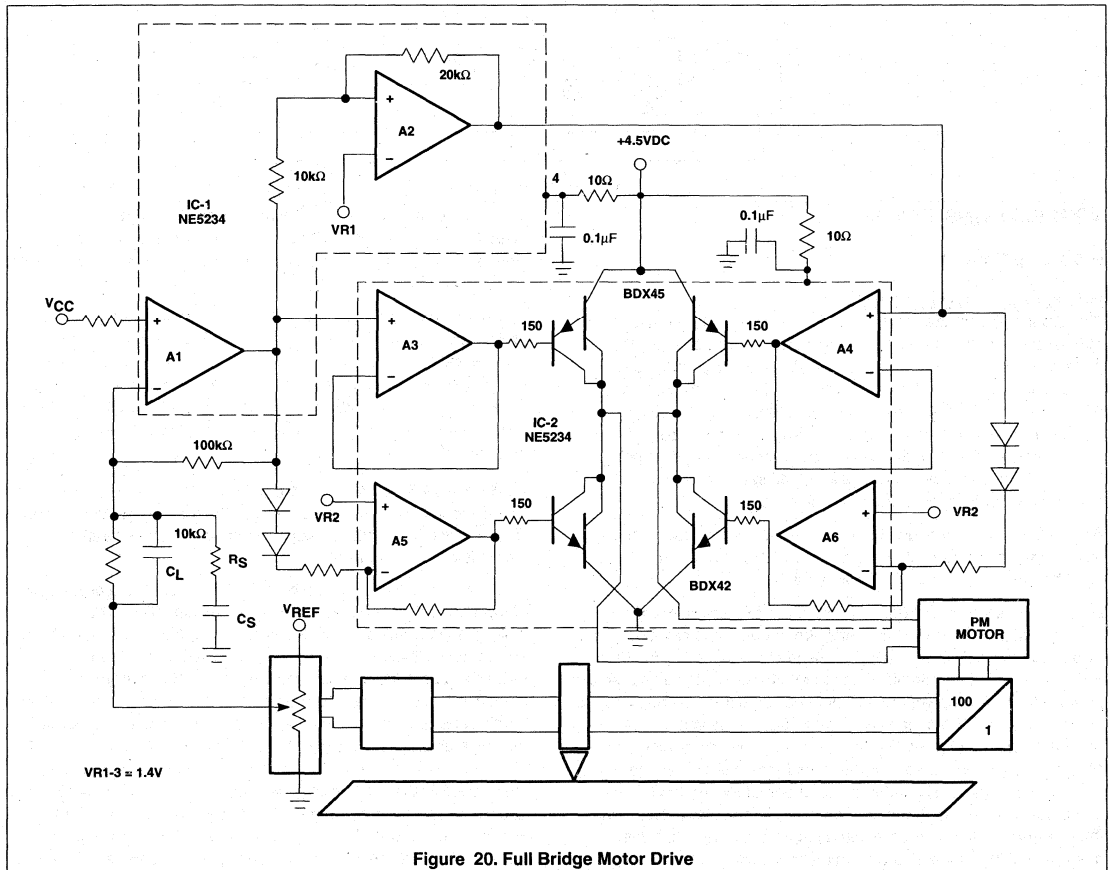 20kΩ
+
A2
−
+4.5VDC
10kΩ
4
10Ω
IC-1
NE5234
VR1
0.1μF
0.1μF
10Ω
BDX45
VCC
+
A1
−
+
A3
−
150
150
+
A4
−
IC-2
NE5234
100kΩ
VR2
+
A5
−
150
150
+
A6
−
VR2
10kΩ
CL
RS
CS
BDX42
VREF
PM
MOTOR
100
1
VR1-3 = 1.4V
Figure 20. Full Bridge Motor Drive